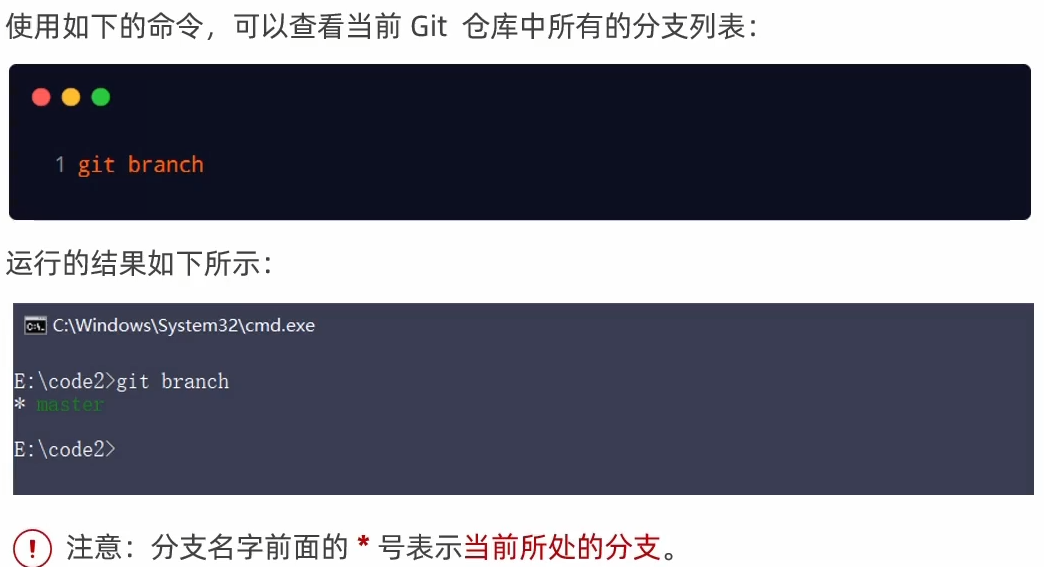 使用如下的命令，可以查看当前 Git 仓库中所有的分支列表：
1 git branch
运行的结果如下所示：
C:\Windows\System32\cmd.exe
E:\code2>git branch
* master
E:\code2>
! 注意：分支名字前面的 * 号表示当前所处的分支。